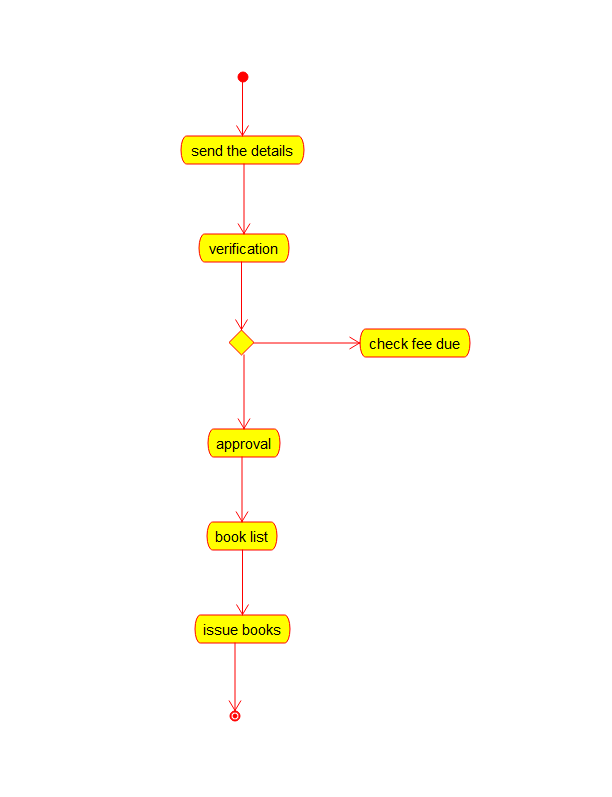 send the details
verification
check fee due
approval
book list
issue books